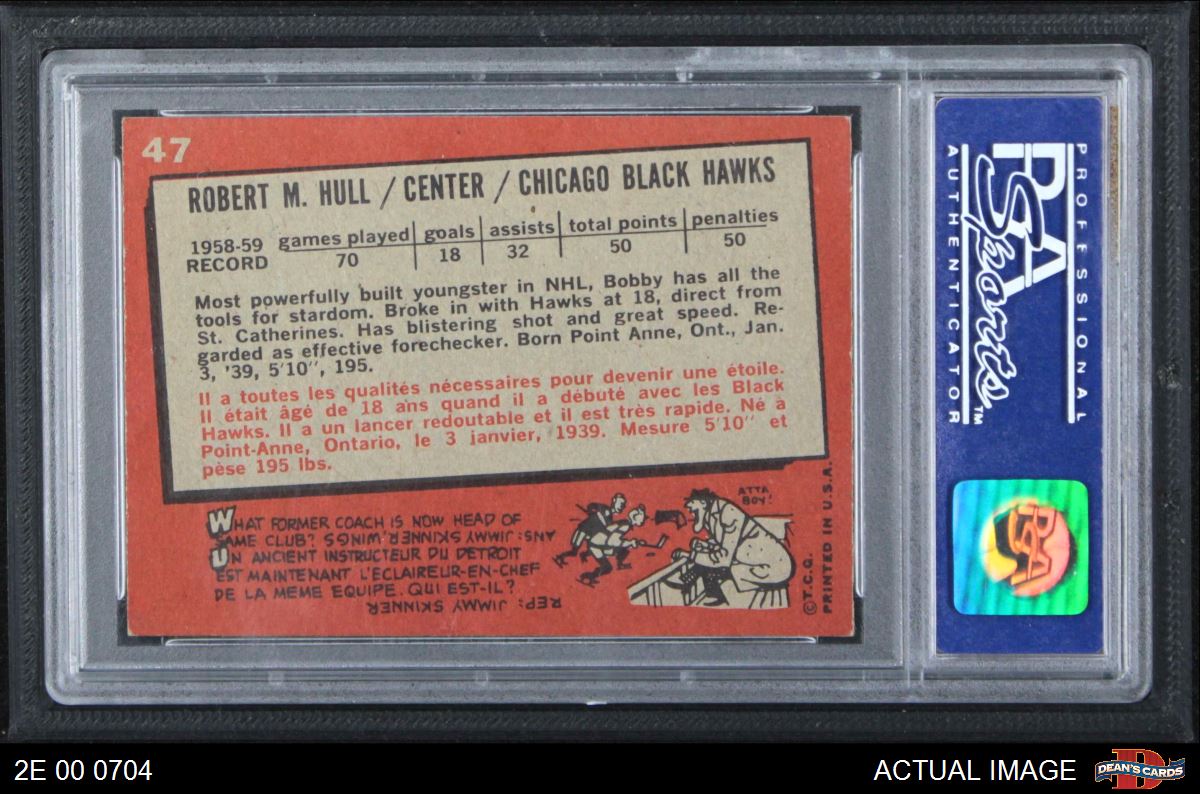 47
ROBERT M. HULL / CENTER / CHICAGO BLACK HAWKS
1958-59 RECORD
games played goals assists total points penalties
70 18 32 50 50
Most powerfully built youngster in NHL, Bobby has all the
tools for stardom. Broke in with Hawks at 18, direct from
St. Catherines. Has blistering shot and great speed. Re-
garded as effective forechecker. Born Point Anne, Ont., Jan.
3, '39, 5'10", 195.
Il a toutes les qualités nécessaires pour devenir une étoile.
Il était âgé de 18 ans quand il a débuté avec les Black
Hawks. Il a un lancer redoutable et il est très rapide. Né à
Point-Anne, Ontario, le 3 janvier, 1939. Mesure 5'10" et
pèse 195 lbs.
WHAT FORMER COACH IS NOW HEAD OF
SAME CLUB?
ANS: JIMMY SKINNER WINGS
UN ANCIENT INSTRUCTEUR DU DETROIT
EST MAINTENANT L'ECLAIREUR-EN-CHEF
DE LA MEME EQUIPE. QUI EST-IL?
REP: JIMMY SKINNER
ATTA
BOY!
©T.C.G.
PRINTED IN U.S.A.
PSA
Sports
TM
PROFESSIONAL
AUTHENTICATOR
PSA
2E 00 0704
ACTUAL IMAGE
D
DEAN'S CARDS